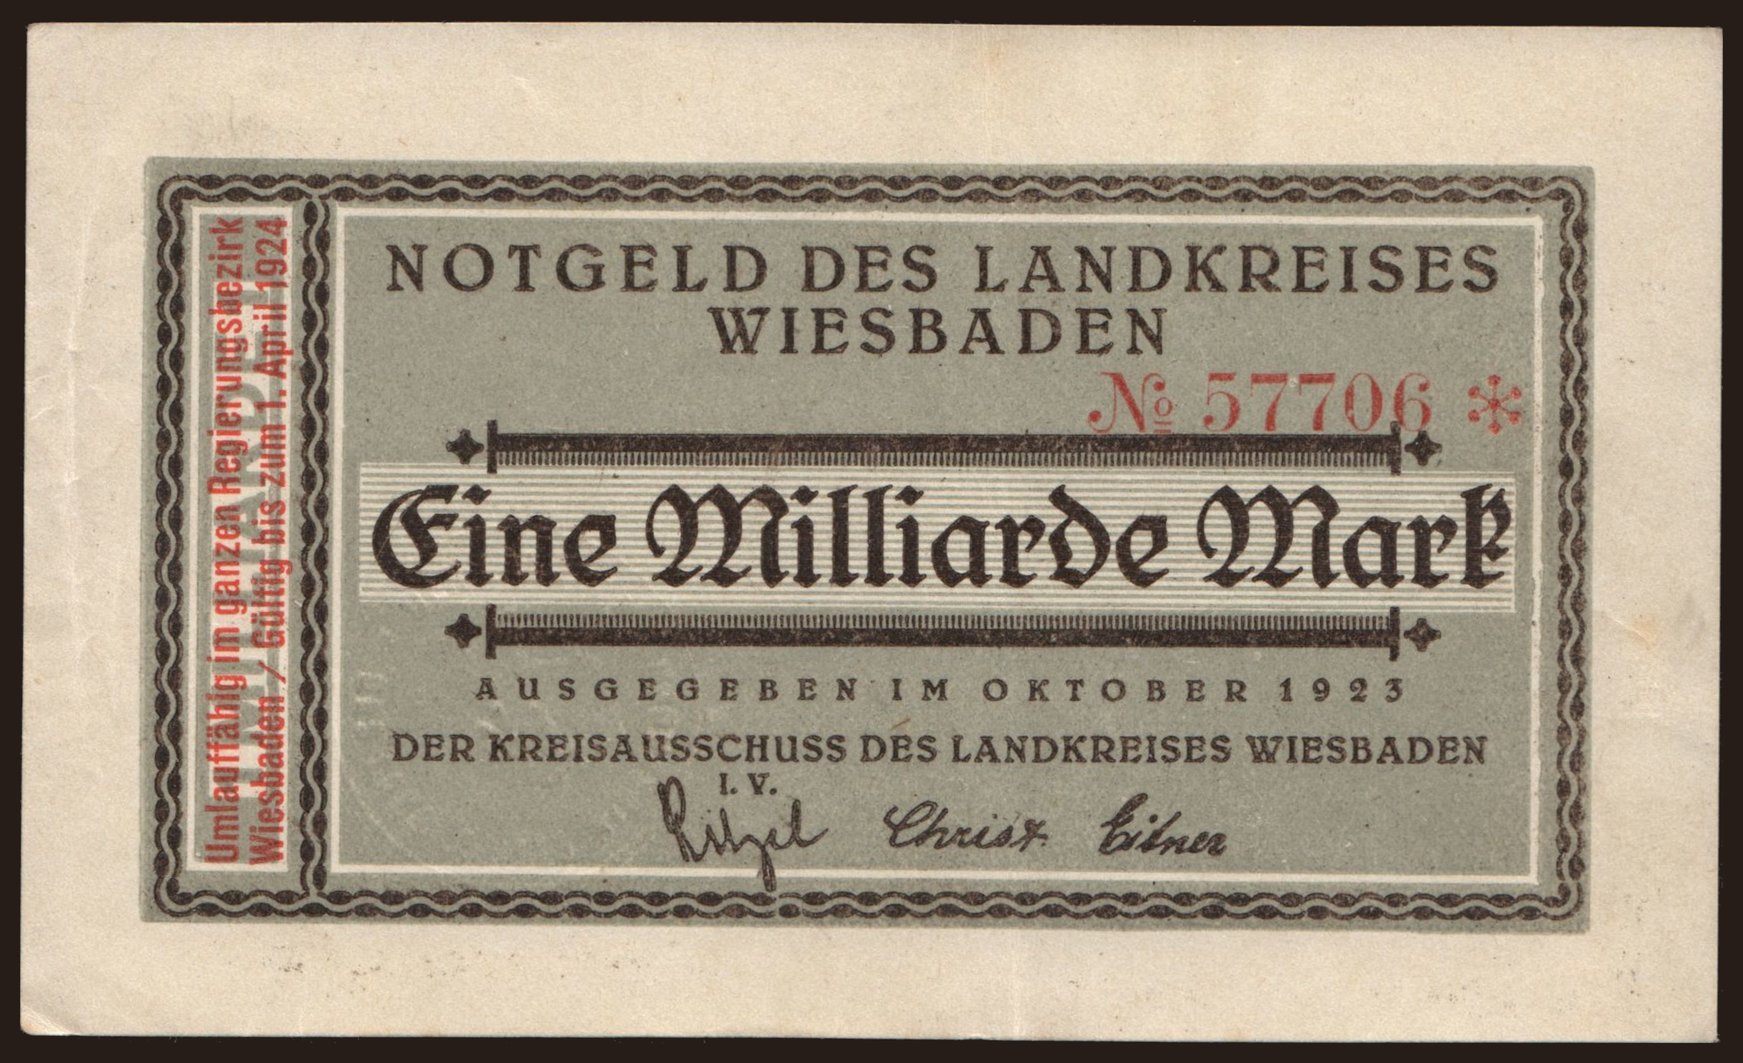 Umlauffähig im ganzen Regierungsbezirk
Wiesbaden / Gültig bis zum 1. April 1924
NOTGELD DES LANDKREISES
WIESBADEN
№ 57706 *
Eine Milliarde Mark
AUSGEGEBEN IM OKTOBER 1923
DER KREISAUSSCHUSS DES LANDKREISES WIESBADEN
I. V.
Christ Eitner